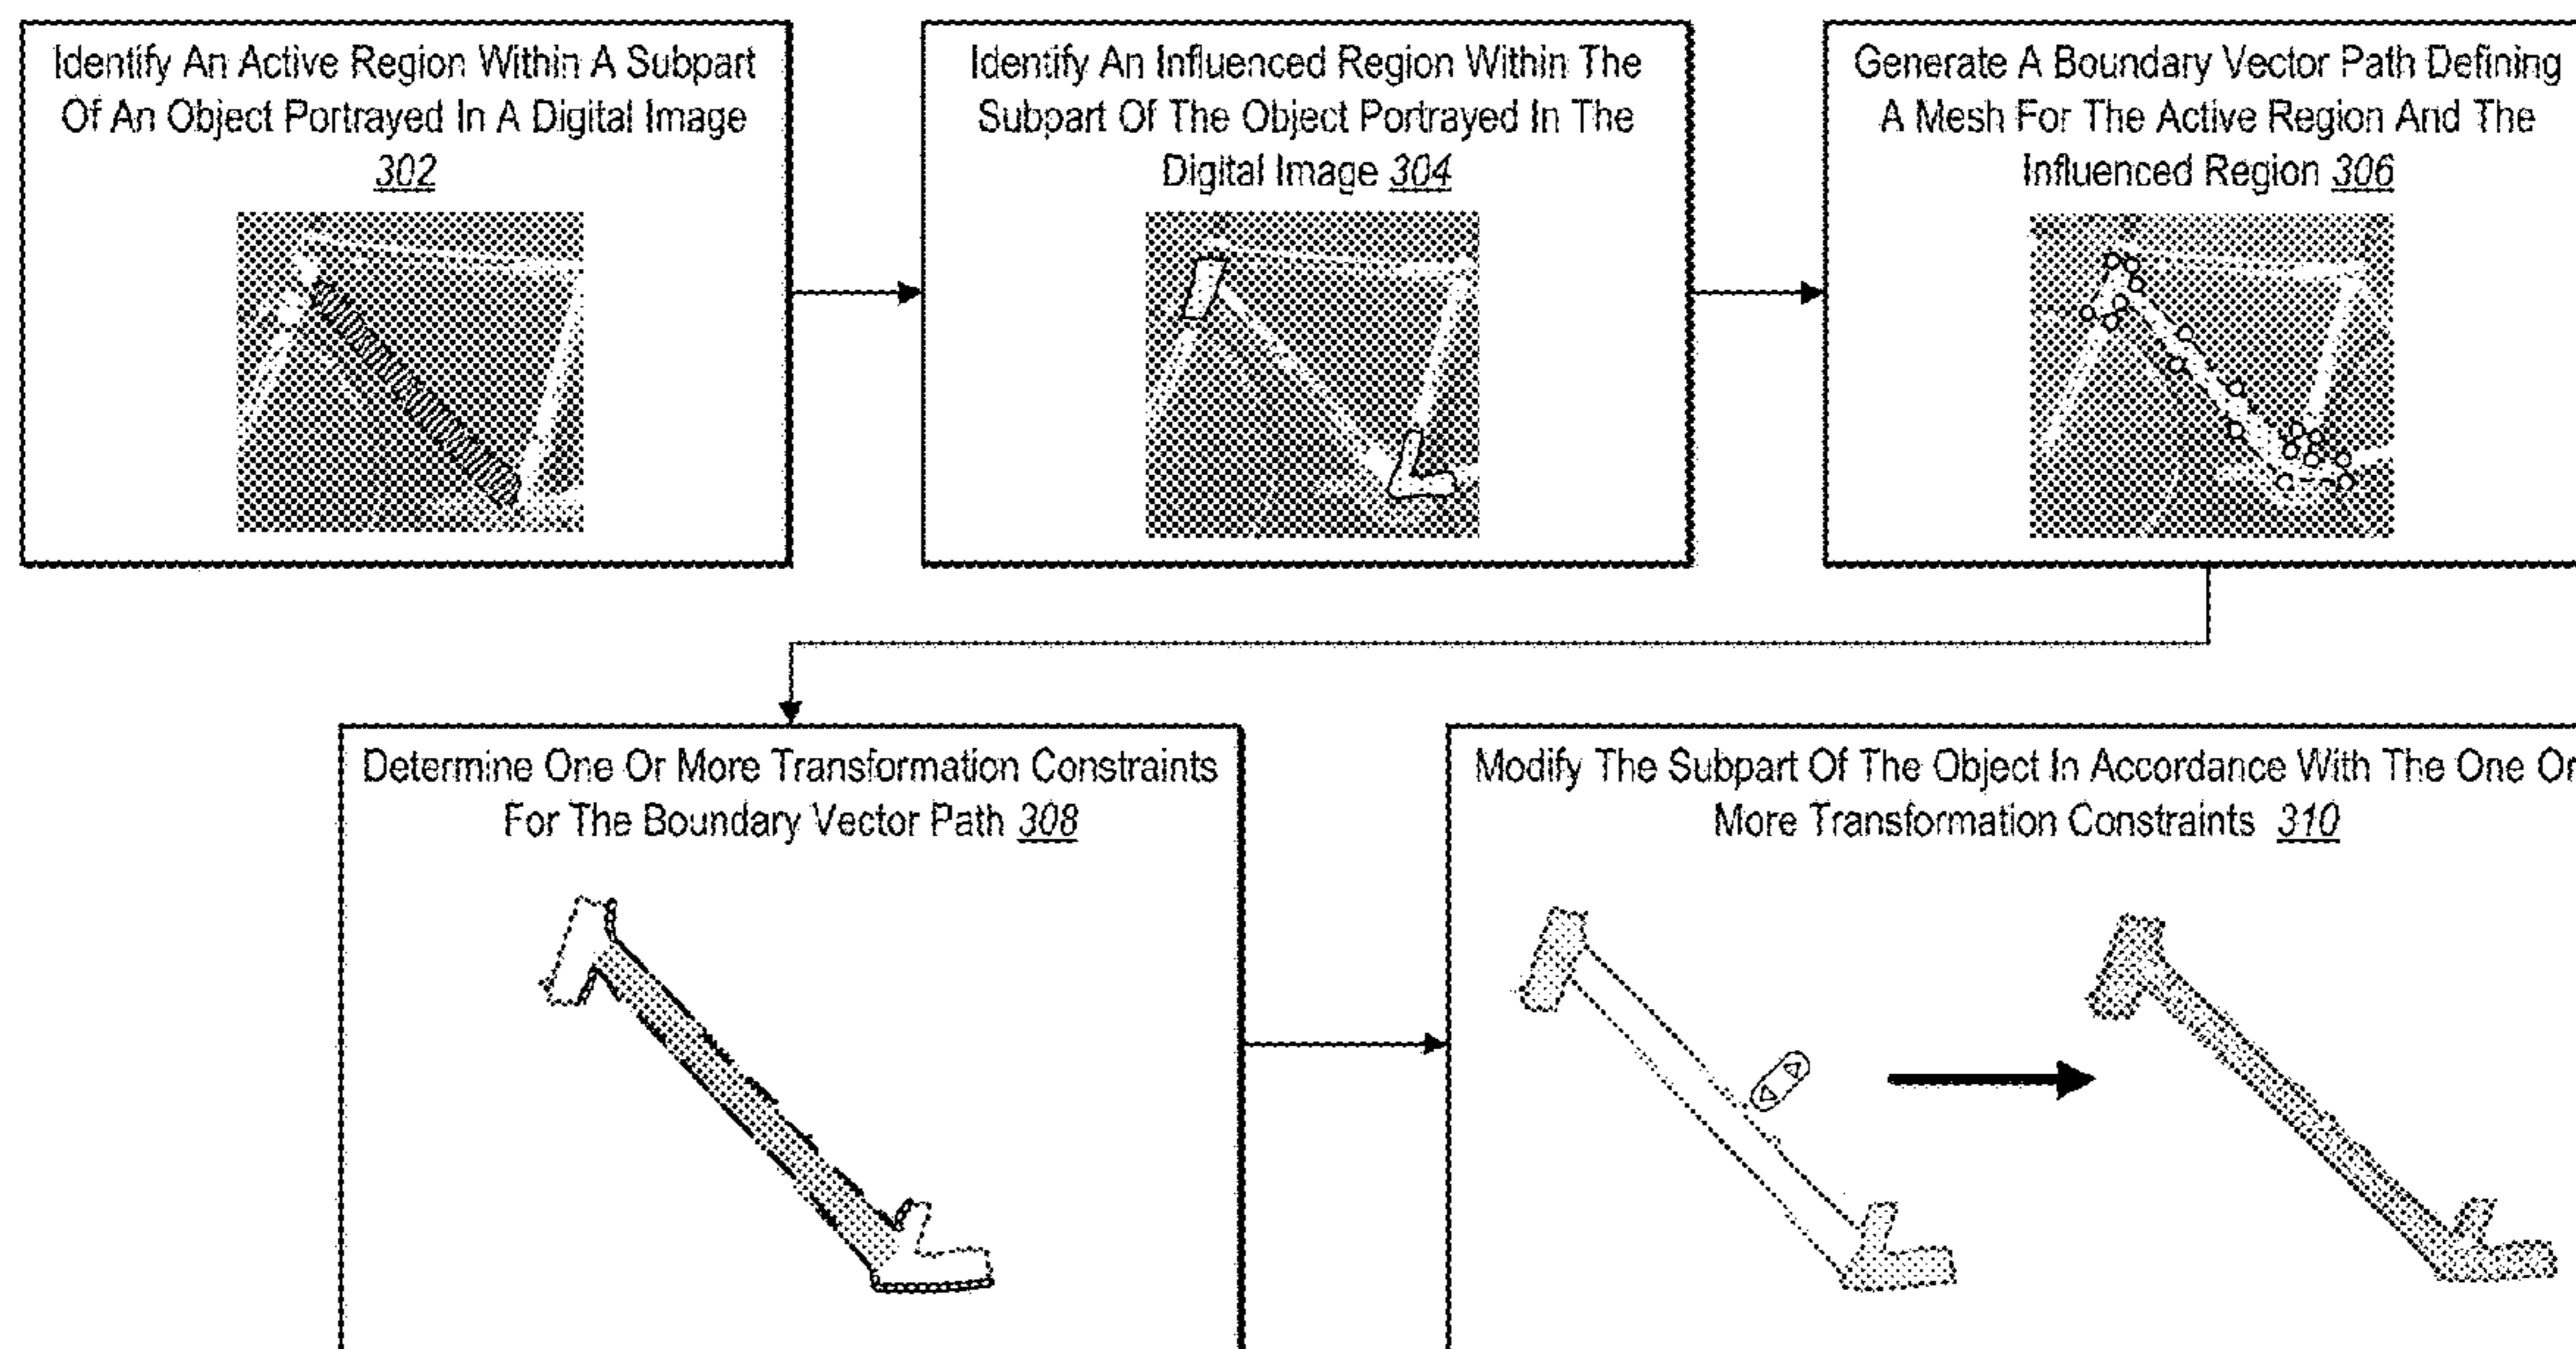 Identify An Active Region Within A Subpart
Of An Object Portrayed In A Digital Image
302
Identify An Influenced Region Within The
Subpart Of The Object Portrayed In The
Digital Image 304
Generate A Boundary Vector Path Defining
A Mesh For The Active Region And The
Influenced Region 306
Determine One Or More Transformation Constraints
For The Boundary Vector Path 308
Modify The Subpart Of The Object In Accordance With The One Or
More Transformation Constraints 310